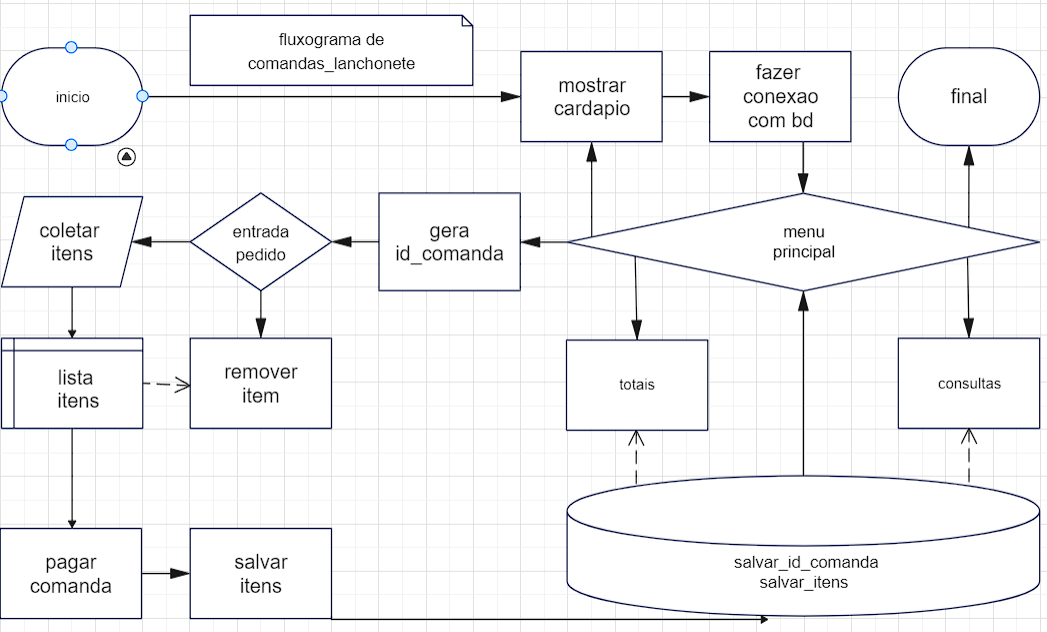 fluxograma de
comandas_lanchonete
inicio
mostrar
cardapio
fazer
conexao
com bd
final
coletar
itens
entrada
pedido
gera
id_comanda
menu
principal
lista
itens
remover
item
totais
consultas
pagar
comanda
salvar
itens
salvar_id_comanda
salvar_itens